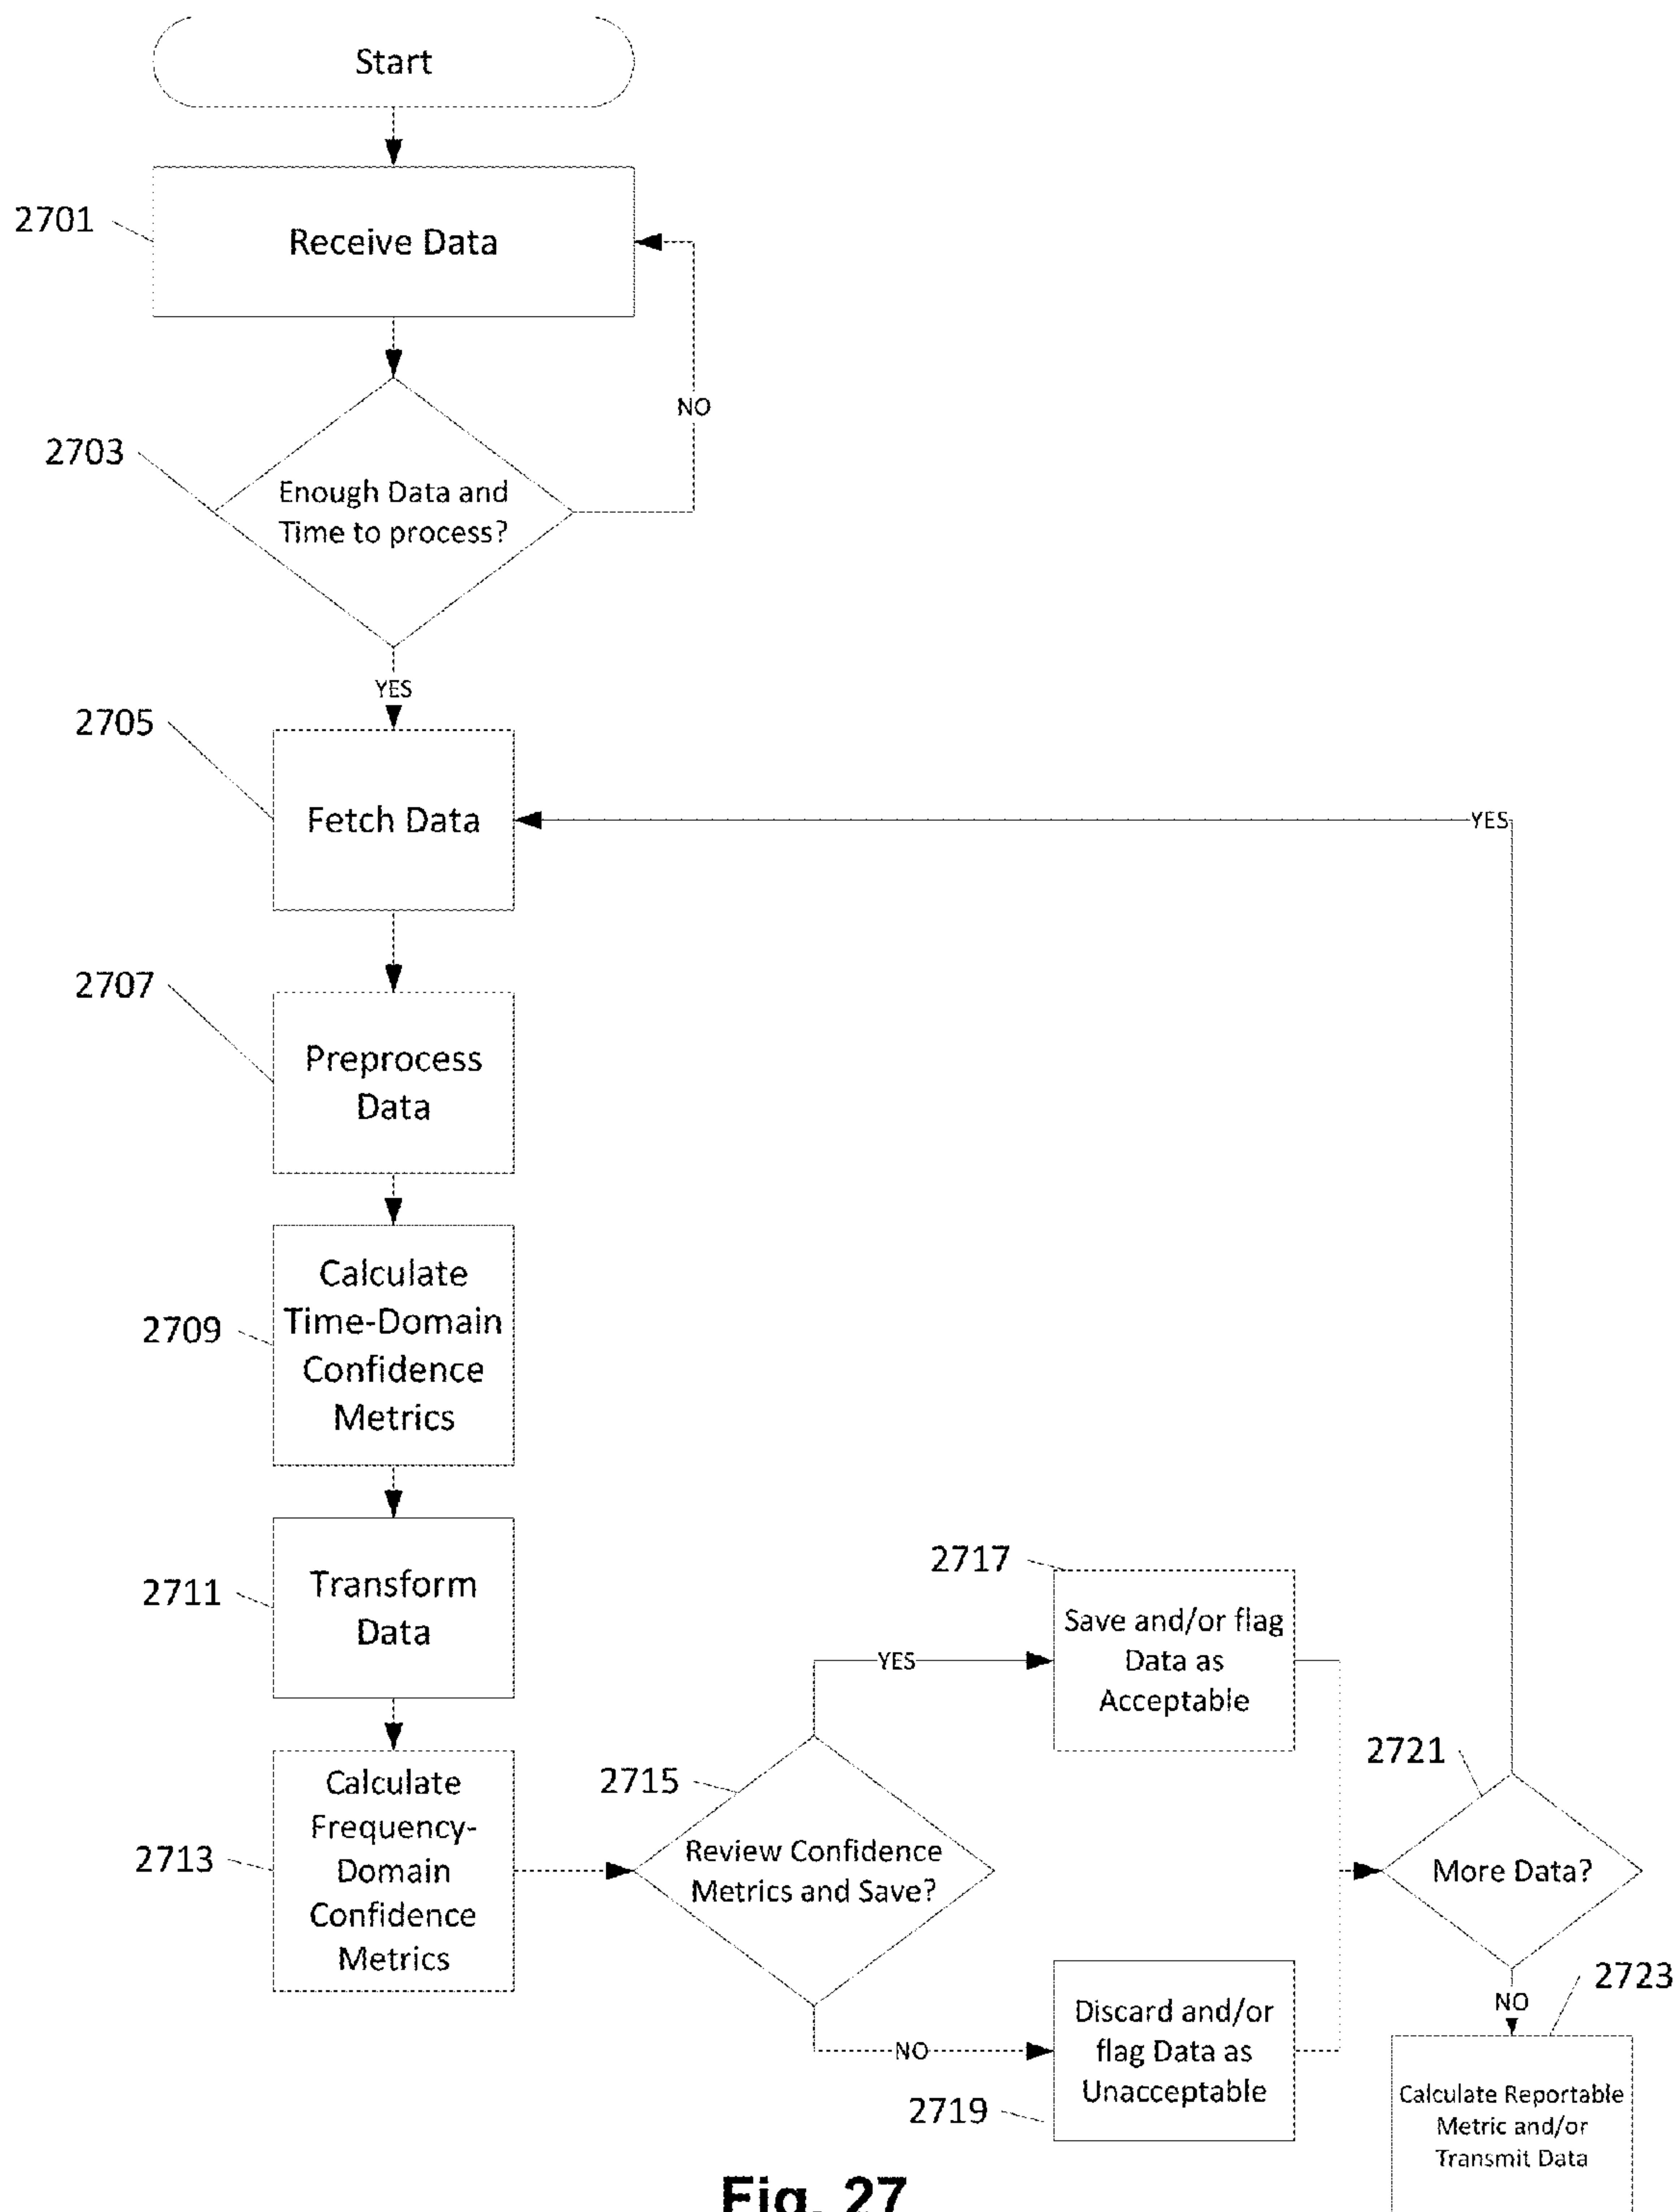 Start
2701
Receive Data
NO
2703
Enough Data and
Time to process?
YES
2705
Fetch Data
YES
2707
Preprocess
Data
Calculate
Time-Domain
Confidence
Metrics
2709
2711
Transform
Data
2717
Save and/or flag
Data as
Acceptable
YES
2721
2715
Calculate
Frequency-
Domain
Confidence
Metrics
2713
Review Confidence
Metrics and Save?
More Data?
2723
NO
NO
Discard and/or
flag Data as
Unacceptable
2719
Calculate Reportable
Metric and/or
Transmit Data
Fig. 27